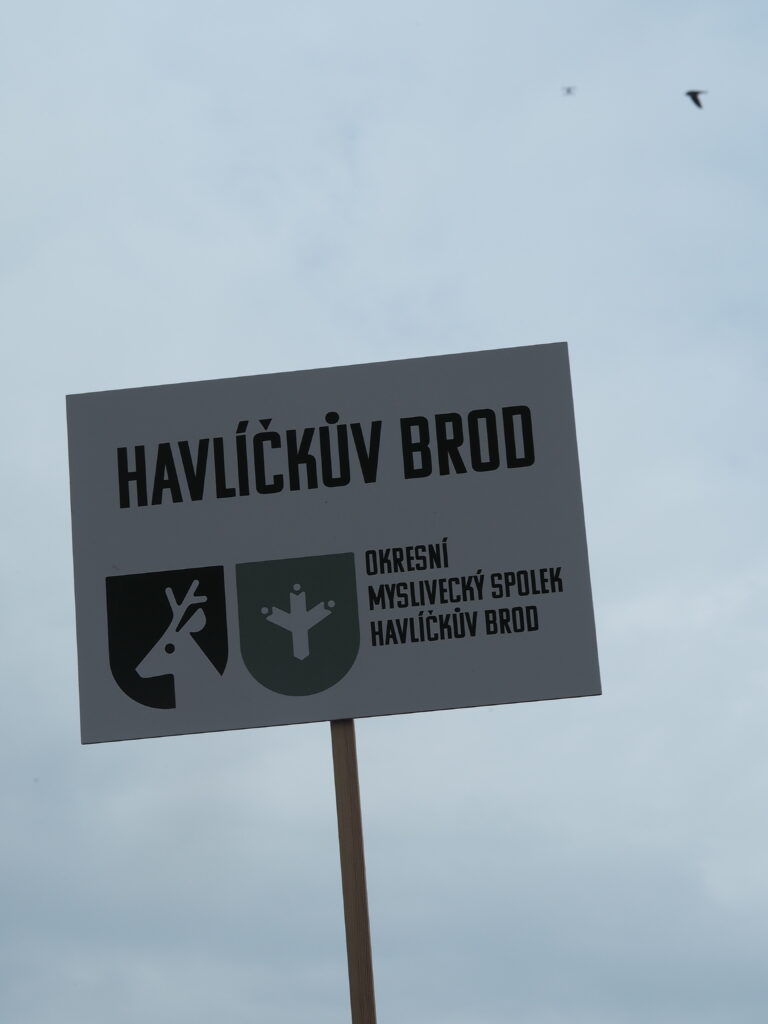 HAVLÍČKŮV BROD
OKRESNÍ
MYSLIVECKÝ SPOLEK
HAVLÍČKŮV BROD